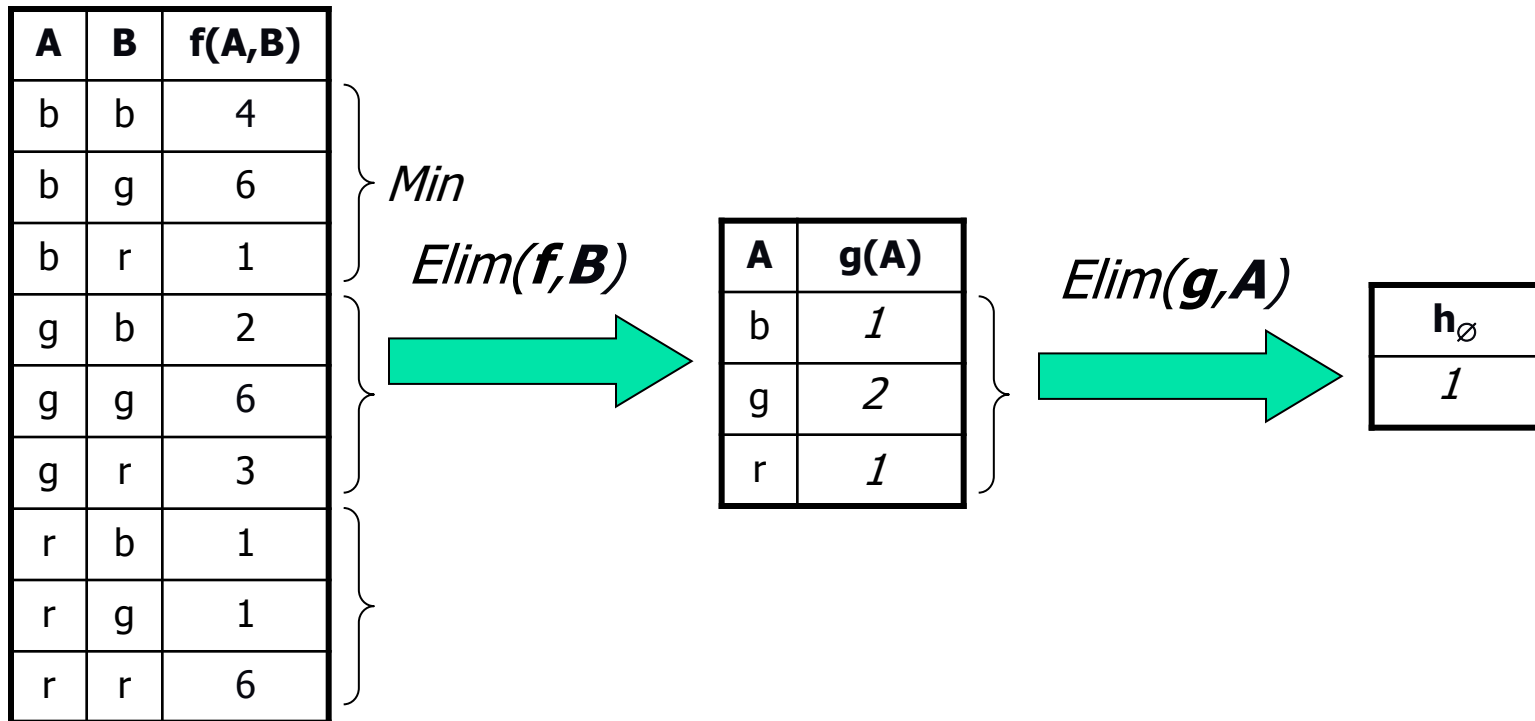 A B f(A,B)
b b 4
b g 6
b r 1
g b 2
g g 6
g r 3
r b 1
r g 1
r r 6
Min
Elim(f,B)
A g(A)
b 1
g 2
r 1
Elim(g,A)
h∅
1